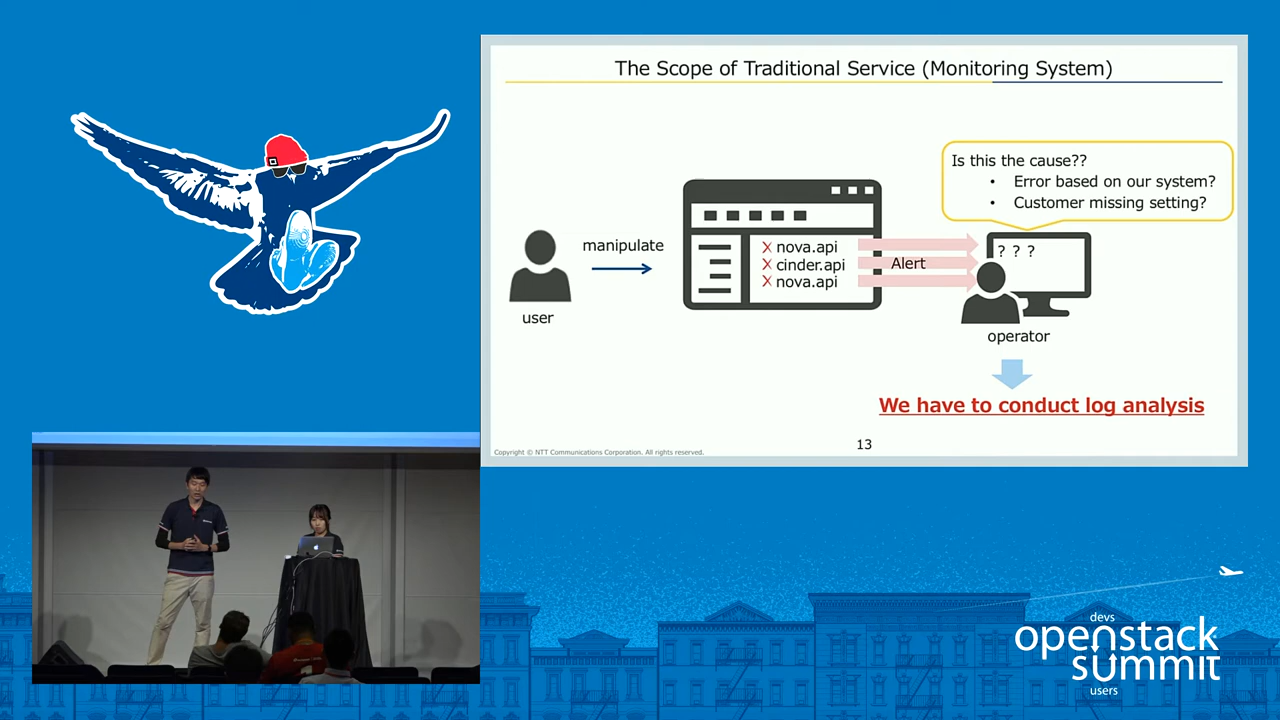 The Scope of Traditional Service (Monitoring System)
Is this the cause??
• Error based on our system?
• Customer missing setting?
manipulate
X nova.api
X cinder.api
X nova.api
Alert
? ? ?
user
operator
We have to conduct log analysis
13
Copyright © NTT Communications Corporation. All rights reserved.
devs
openstack
summit
users